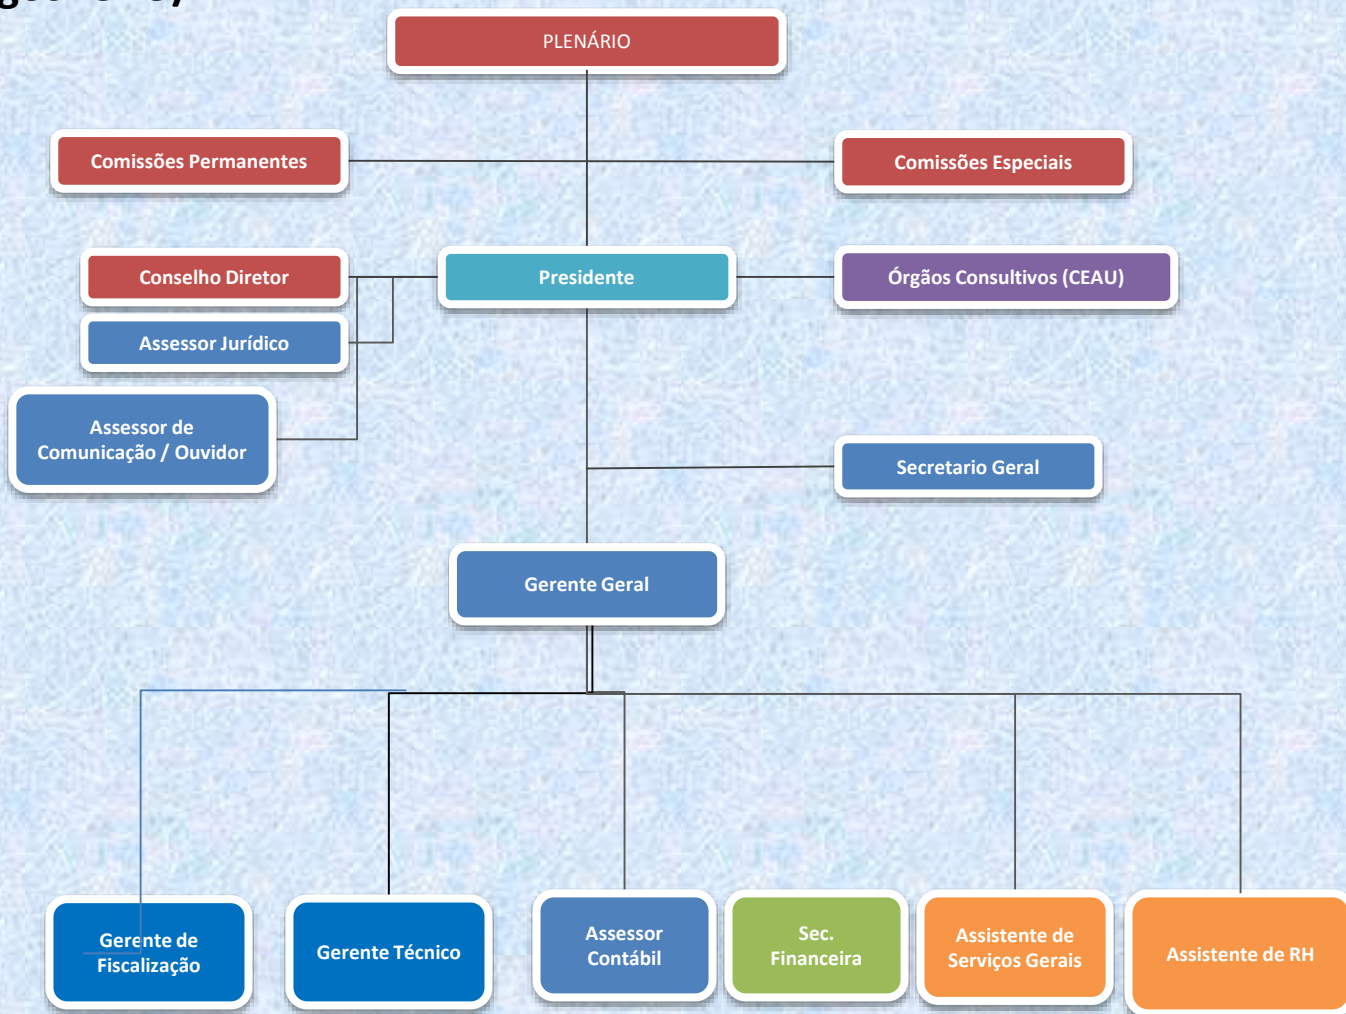 PLENÁRIO
Comissões Permanentes
Comissões Especiais
Conselho Diretor
Presidente
Órgãos Consultivos (CEAU)
Assessor Jurídico
Assessor de
Comunicação / Ouvidor
Secretario Geral
Gerente Geral
Gerente de
Fiscalização
Gerente Técnico
Assessor
Contábil
Sec.
Financeira
Assistente de
Serviços Gerais
Assistente de RH